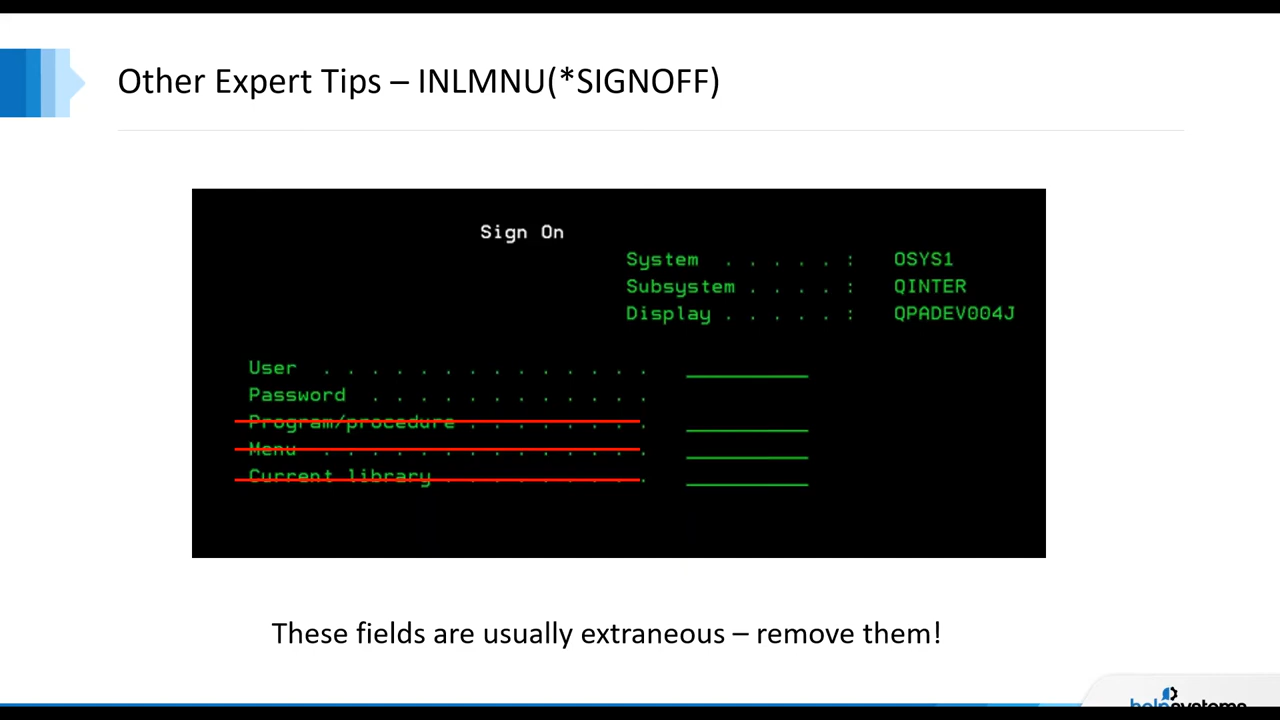 Other Expert Tips – INLMNU(*SIGNOFF)
Sign On
System . . . . . : OSYS1
Subsystem . . . . : QINTER
Display . . . . . : QPADEV004J
User . . . . . . . . . . . . . .
Password . . . . . . . . . . . .
Program/procedure . . . . . . . .
Menu . . . . . . . . . . . . . .
Current library . . . . . . . . .
These fields are usually extraneous – remove them!
helpsystems